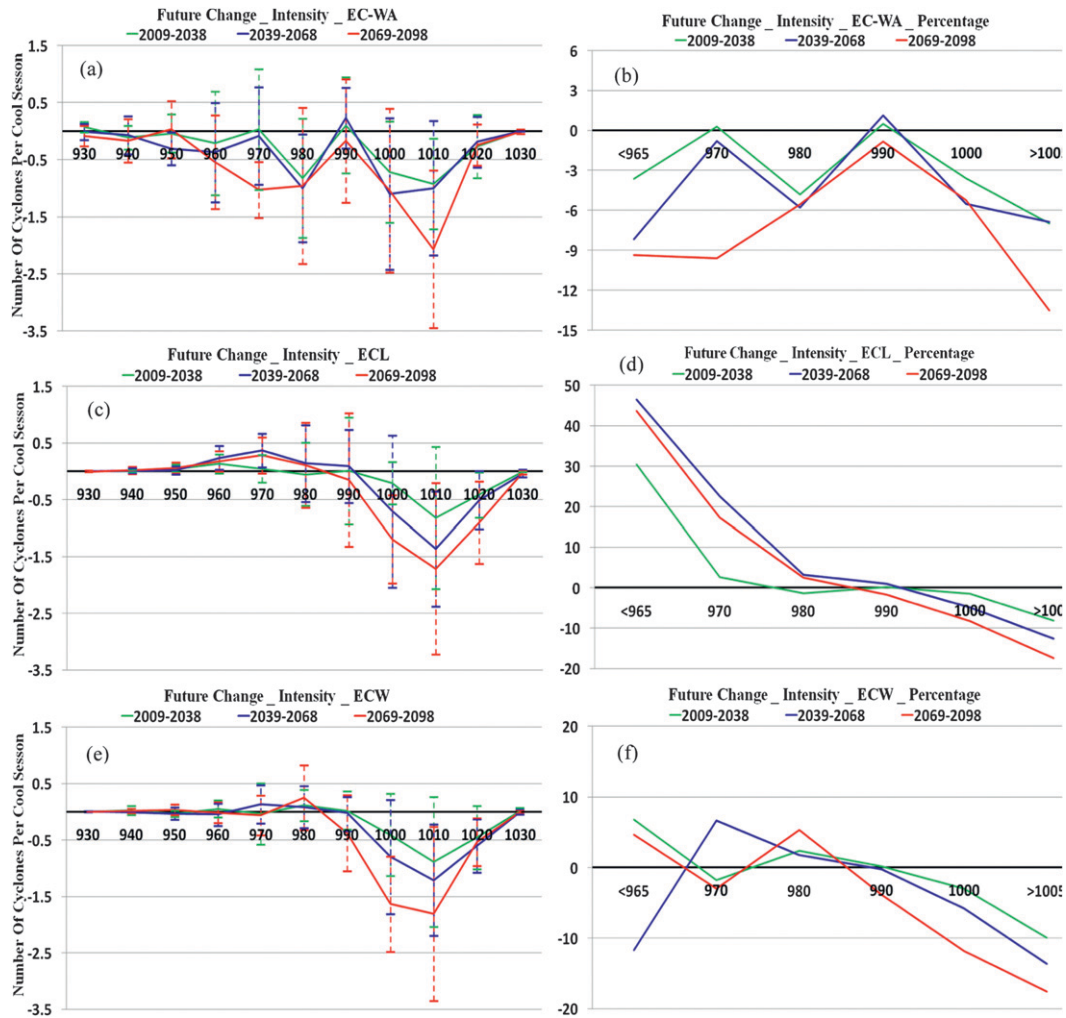 Future Change _ Intensity _ EC-WA
2009-2038 2039-2068 2069-2098
(a)
Number Of Cyclones Per Cool Sesson
1.5
0.5
-0.5
-1.5
-2.5
-3.5
930 940 950 960 970 980 990 1000 1010 1020 1030
Future Change _ Intensity _ EC-WA _ Percentage
2009-2038 2039-2068 2069-2098
(b)
6
3
0
-3
-6
-9
-12
-15
<965 970 980 990 1000 >1005
Future Change _ Intensity _ ECL
2009-2038 2039-2068 2069-2098
(c)
Number Of Cyclones Per Cool Sesson
1.5
0.5
-0.5
-1.5
-2.5
-3.5
930 940 950 960 970 980 990 1000 1010 1020 1030
Future Change _ Intensity _ ECL _ Percentage
2009-2038 2039-2068 2069-2098
(d)
50
40
30
20
10
0
-10
-20
<965 970 980 990 1000 >100
Future Change _ Intensity _ ECW
2009-2038 2039-2068 2069-2098
(e)
Number Of Cyclones Per Cool Sesson
1.5
0.5
-0.5
-1.5
-2.5
-3.5
930 940 950 960 970 980 990 1000 1010 1020 1030
Future Change _ Intensity _ ECW _ Percentage
2009-2038 2039-2068 2069-2098
(f)
20
10
0
-10
-20
<965 970 980 990 1000 >1005